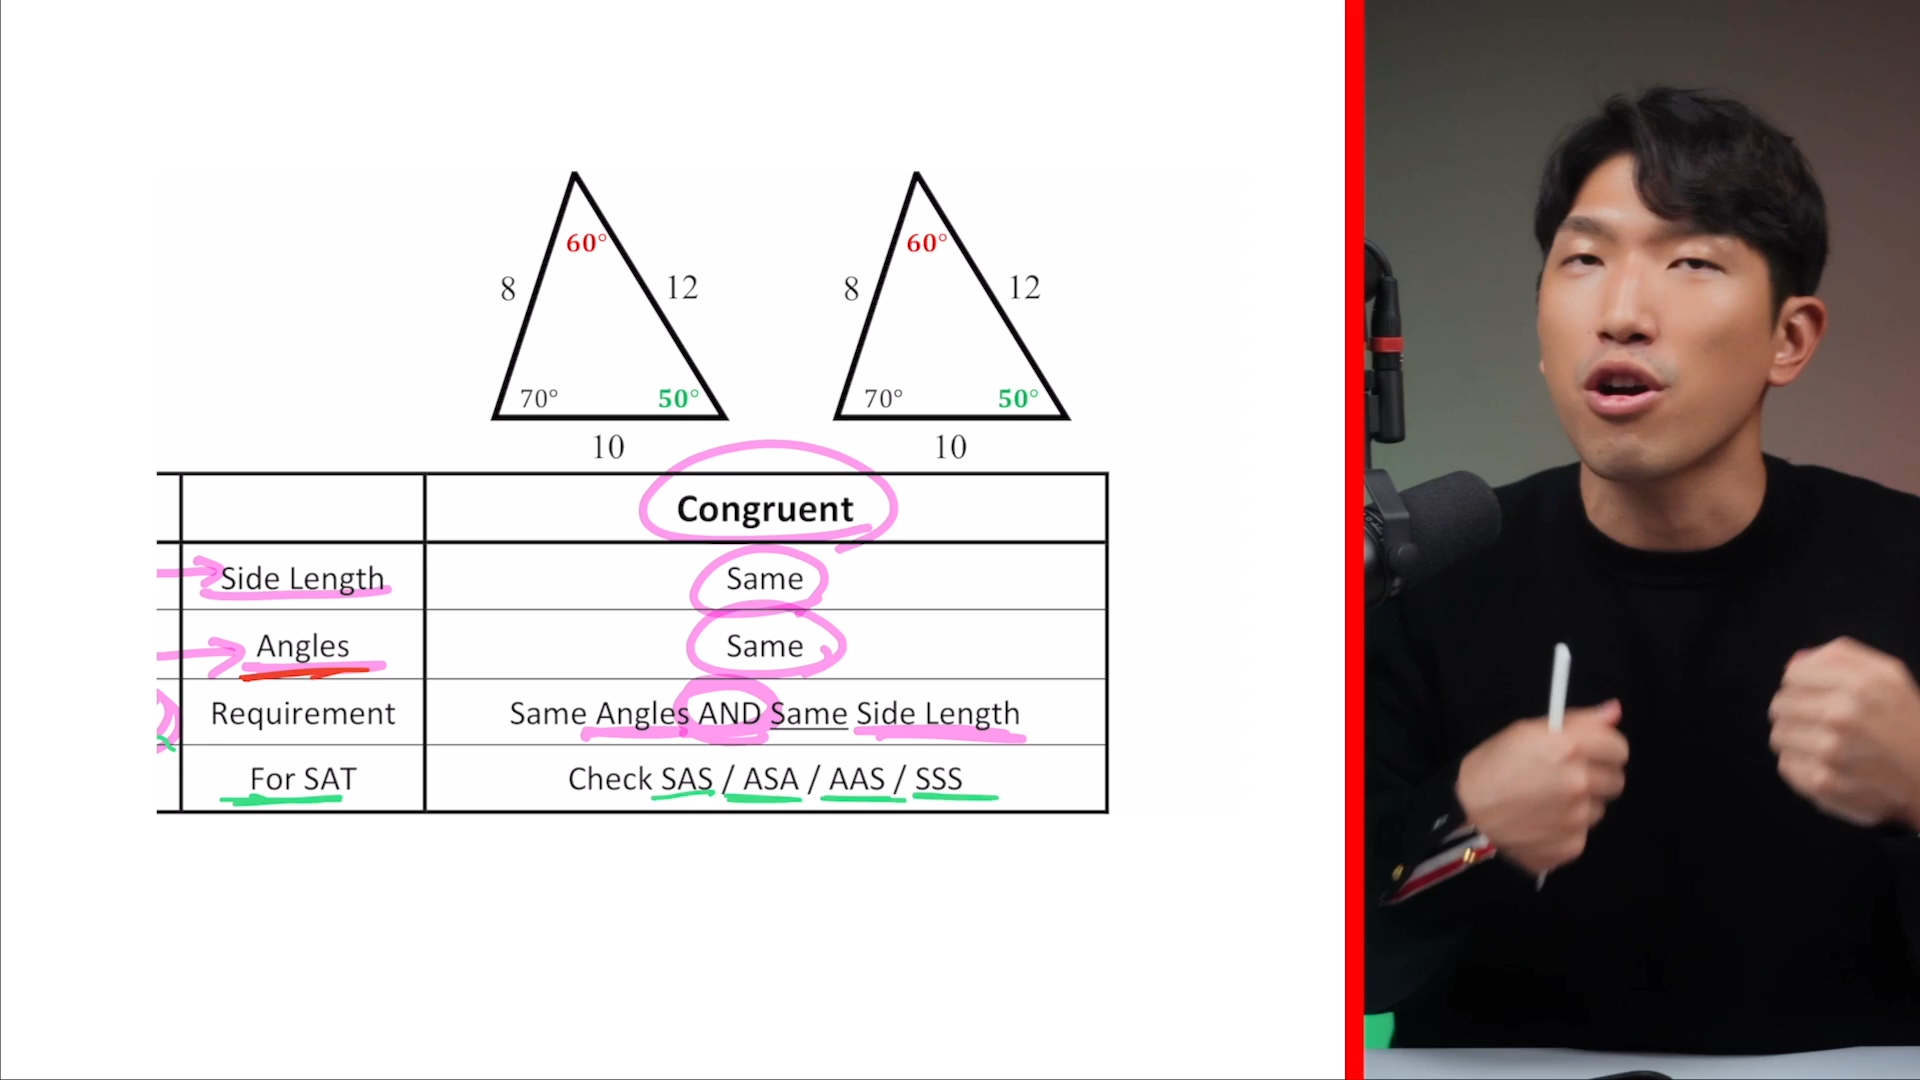 60° 60°
8 12 8 12
70° 50° 70° 50°
10 10
Congruent
Side Length Same
Angles Same
Requirement Same Angles AND Same Side Length
For SAT Check SAS / ASA / AAS / SSS